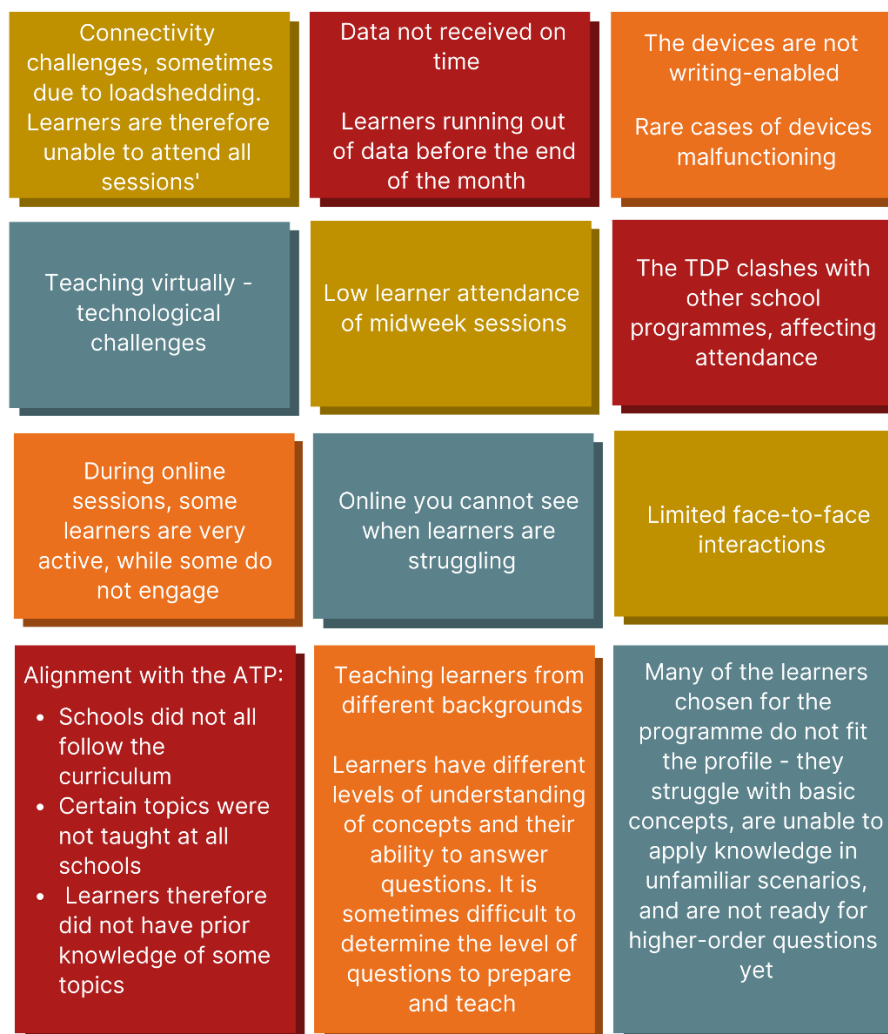 Connectivity
challenges, sometimes
due to loadshedding.
Learners are therefore
unable to attend all
sessions'
Data not received on
time
Learners running out
of data before the end
of the month
The devices are not
writing-enabled
Rare cases of devices
malfunctioning
Teaching virtually -
technological
challenges
Low learner attendance
of midweek sessions
The TDP clashes with
other school
programmes, affecting
attendance
During online
sessions, some
learners are very
active, while some do
not engage
Online you cannot see
when learners are
struggling
Limited face-to-face
interactions
Alignment with the ATP:
• Schools did not all
follow the
curriculum
• Certain topics were
not taught at all
schools
• Learners therefore
did not have prior
knowledge of some
topics
Teaching learners from
different backgrounds
Learners have different
levels of understanding
of concepts and their
ability to answer
questions. It is
sometimes difficult to
determine the level of
questions to prepare
and teach
Many of the learners
chosen for the
programme do not fit
the profile - they
struggle with basic
concepts, are unable to
apply knowledge in
unfamiliar scenarios,
and are not ready for
higher-order questions
yet